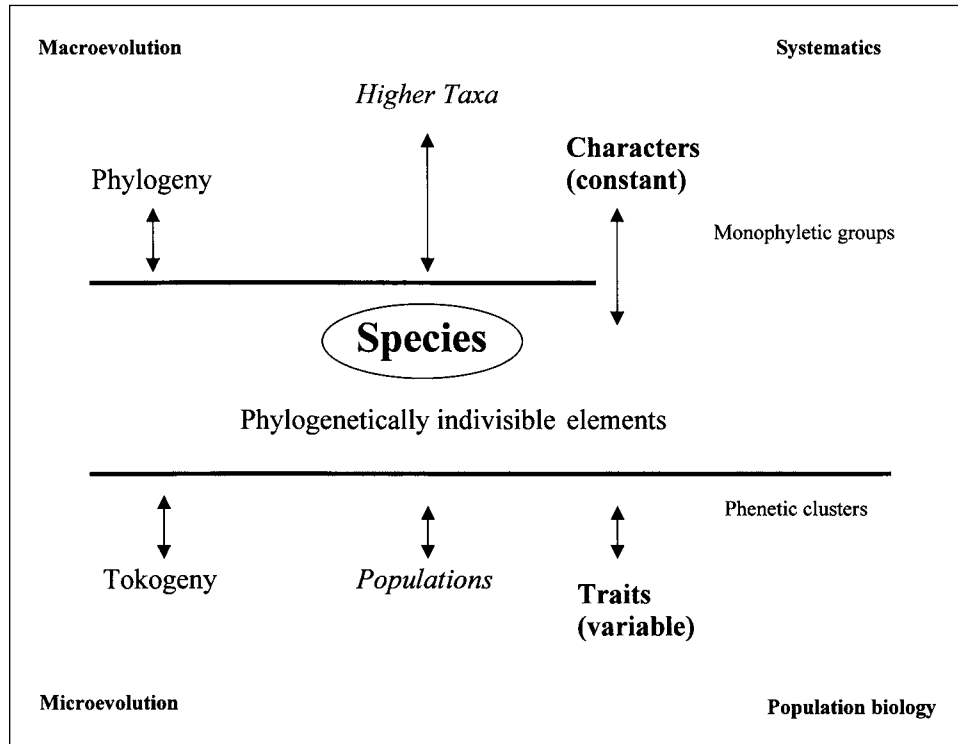 Macroevolution
Systematics
Higher Taxa
Characters
(constant)
Phylogeny
Monophyletic groups
Species
Phylogenetically indivisible elements
Phenetic clusters
Tokogeny
Populations
Traits
(variable)
Microevolution
Population biology